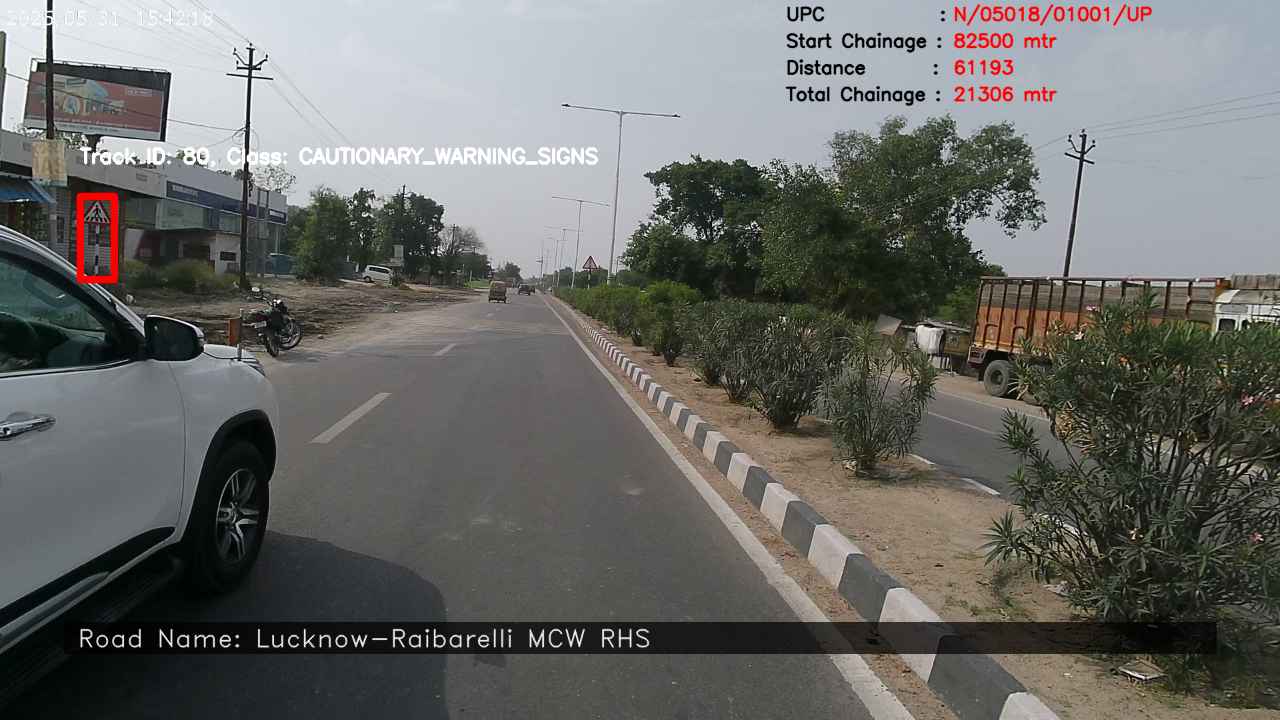 2025.05.31 15:42:18
UPC : N/05018/01001/UP
Start Chainage : 82500 mtr
Distance : 61193
Total Chainage : 21306 mtr
Track ID: 80, Class: CAUTIONARY_WARNING_SIGNS
Road Name: Lucknow-Raibarelli MCW RHS